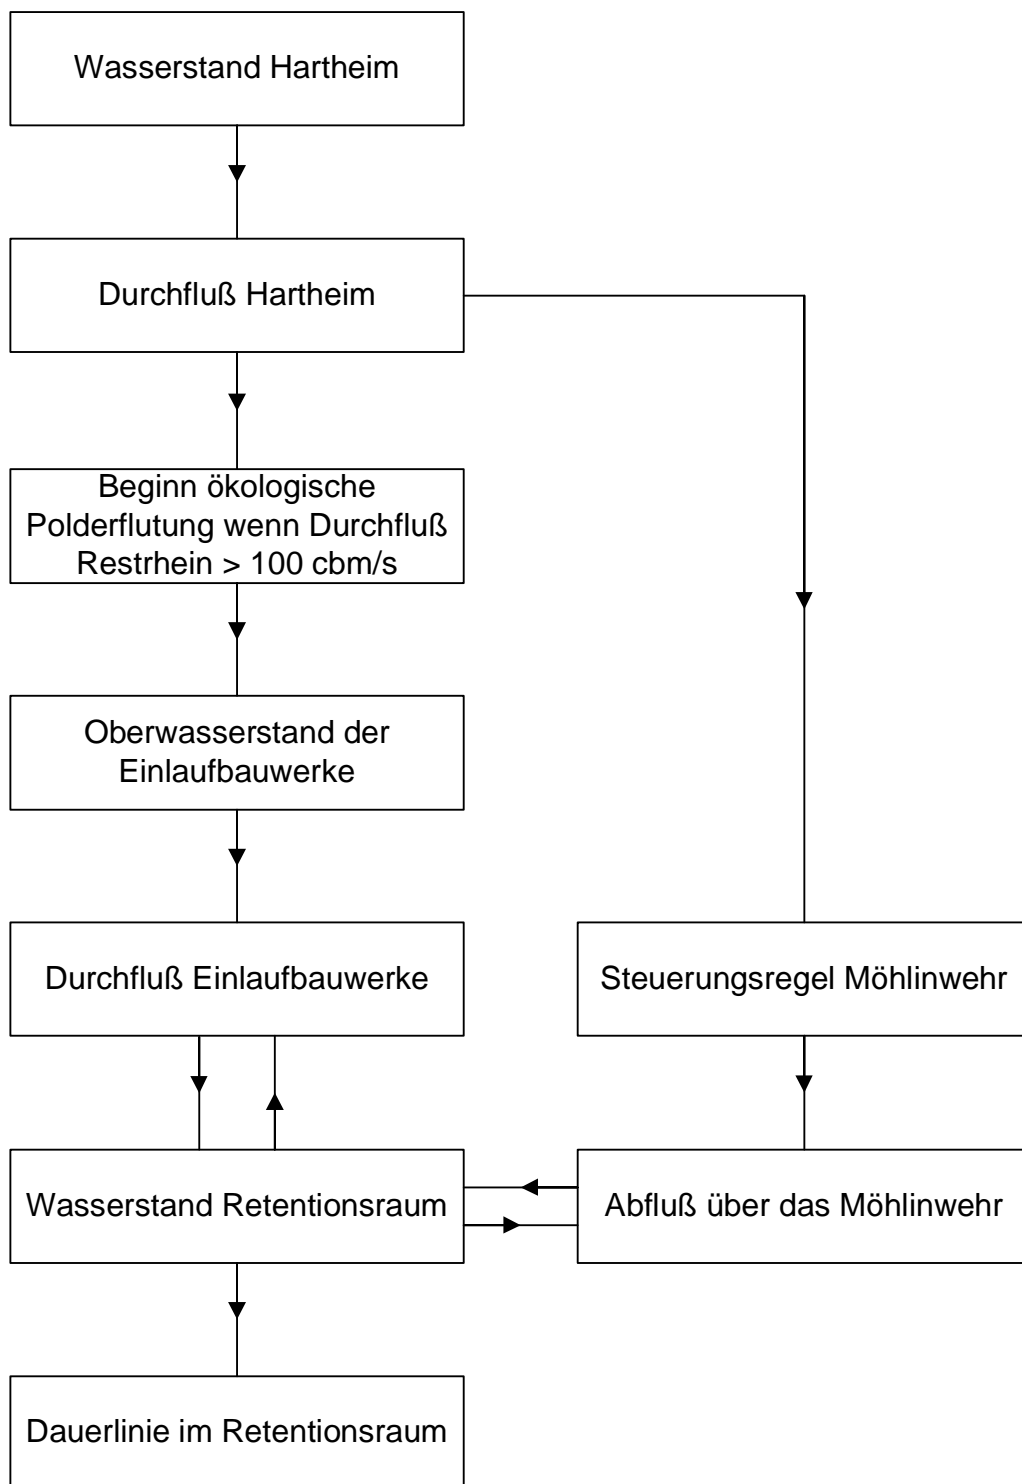 Wasserstand Hartheim
Durchfluß Hartheim
Beginn ökologische
Polderflutung wenn Durchfluß
Restrhein > 100 cbm/s
Oberwasserstand der
Einlaufbauwerke
Durchfluß Einlaufbauwerke
Steuerungsregel Möhlinwehr
Wasserstand Retentionsraum
Abfluß über das Möhlinwehr
Dauerlinie im Retentionsraum